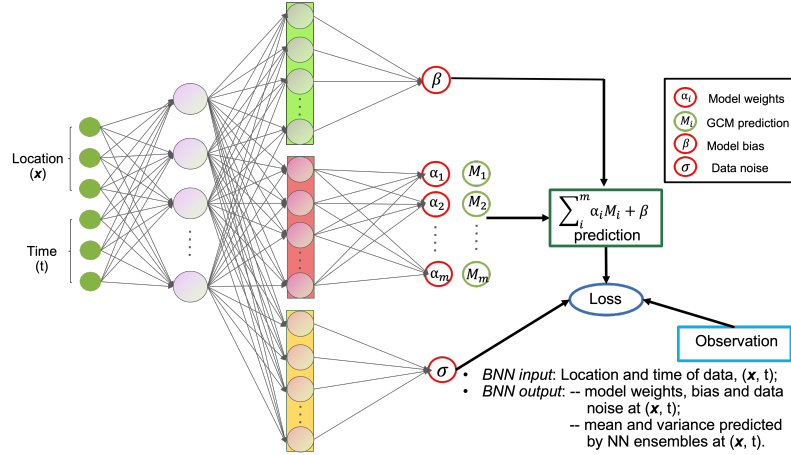 Location
(x)
Time
(t)
β
α₁ M₁
α₂ M₂
αₘ Mₘ
σ
∑ᵢᵐ αᵢMᵢ + β
prediction
Loss
Observation
αᵢ Model weights
Mᵢ GCM prediction
β Model bias
σ Data noise
• BNN input: Location and time of data, (x, t);
• BNN output: -- model weights, bias and data
noise at (x, t);
-- mean and variance predicted
by NN ensembles at (x, t).